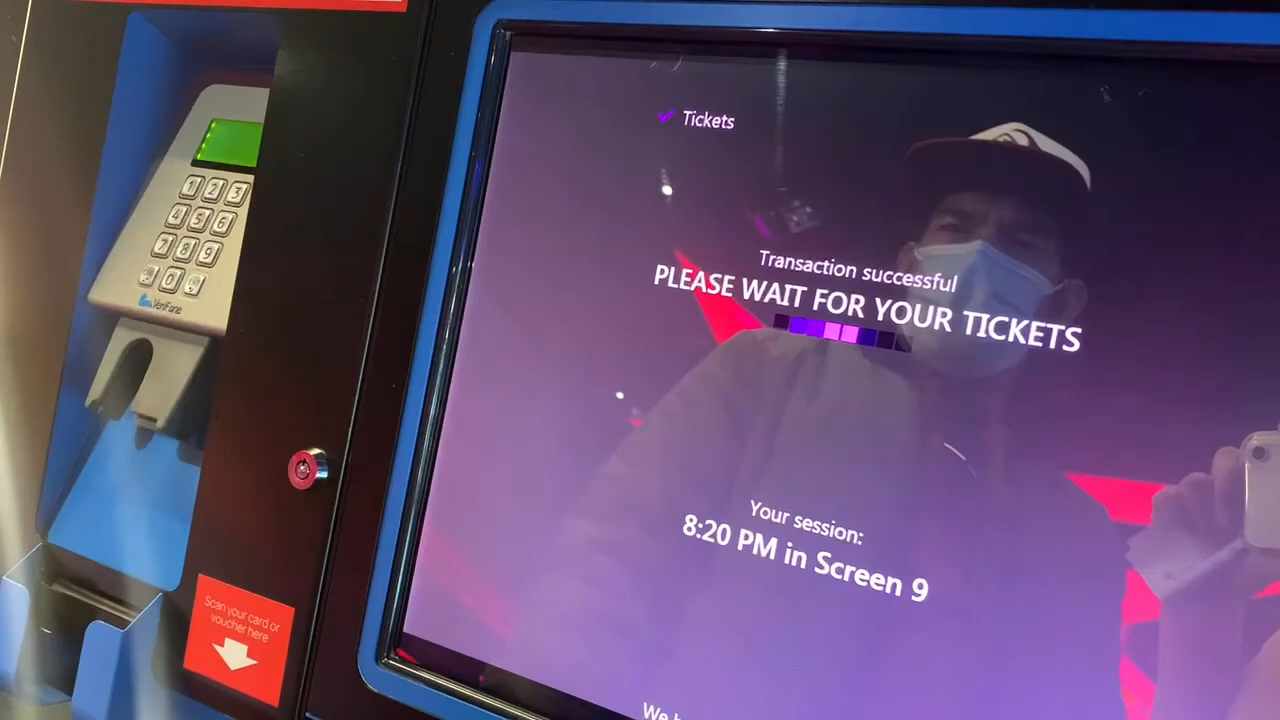 Tickets
Transaction successful
PLEASE WAIT FOR YOUR TICKETS
Your session:
8:20 PM in Screen 9
We
1 2 3
4 5 6
7 8 9
0
VeriFone
Scan your card or
voucher here